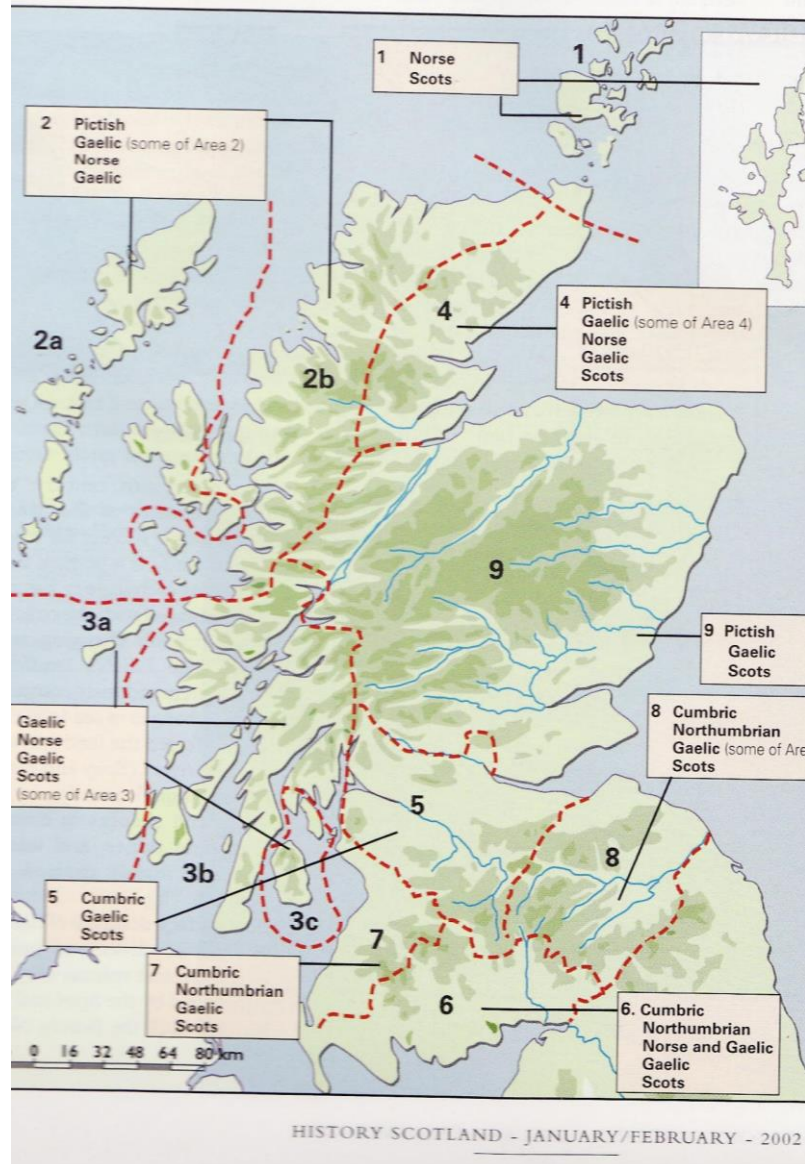 1 Norse
Scots
1
2 Pictish
Gaelic (some of Area 2)
Norse
Gaelic
2a
2b
4
4 Pictish
Gaelic (some of Area 4)
Norse
Gaelic
Scots
9
3a
9 Pictish
Gaelic
Scots
Gaelic
Norse
Gaelic
Scots
(some of Area 3)
8 Cumbric
Northumbrian
Gaelic (some of Are
Scots
5
8
3b
3c
5 Cumbric
Gaelic
Scots
7
7 Cumbric
Northumbrian
Gaelic
Scots
6
6. Cumbric
Northumbrian
Norse and Gaelic
Gaelic
Scots
0 16 32 48 64 80 km
HISTORY SCOTLAND - JANUARY/FEBRUARY - 2002